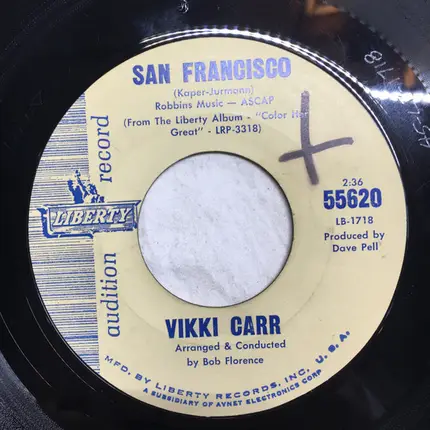 SAN FRANCISCO
(Kaper-Jurmann)
Robbins Music — ASCAP
(From The Liberty Album - "Color Her
Great" - LRP-3318)
audition record
LIBERTY
2:36
55620
LB-1718
Produced by
Dave Pell
VIKKI CARR
Arranged & Conducted
by Bob Florence
MFD. BY LIBERTY RECORDS, INC., U.S.A.
A SUBSIDIARY OF AVNET ELECTRONICS CORP